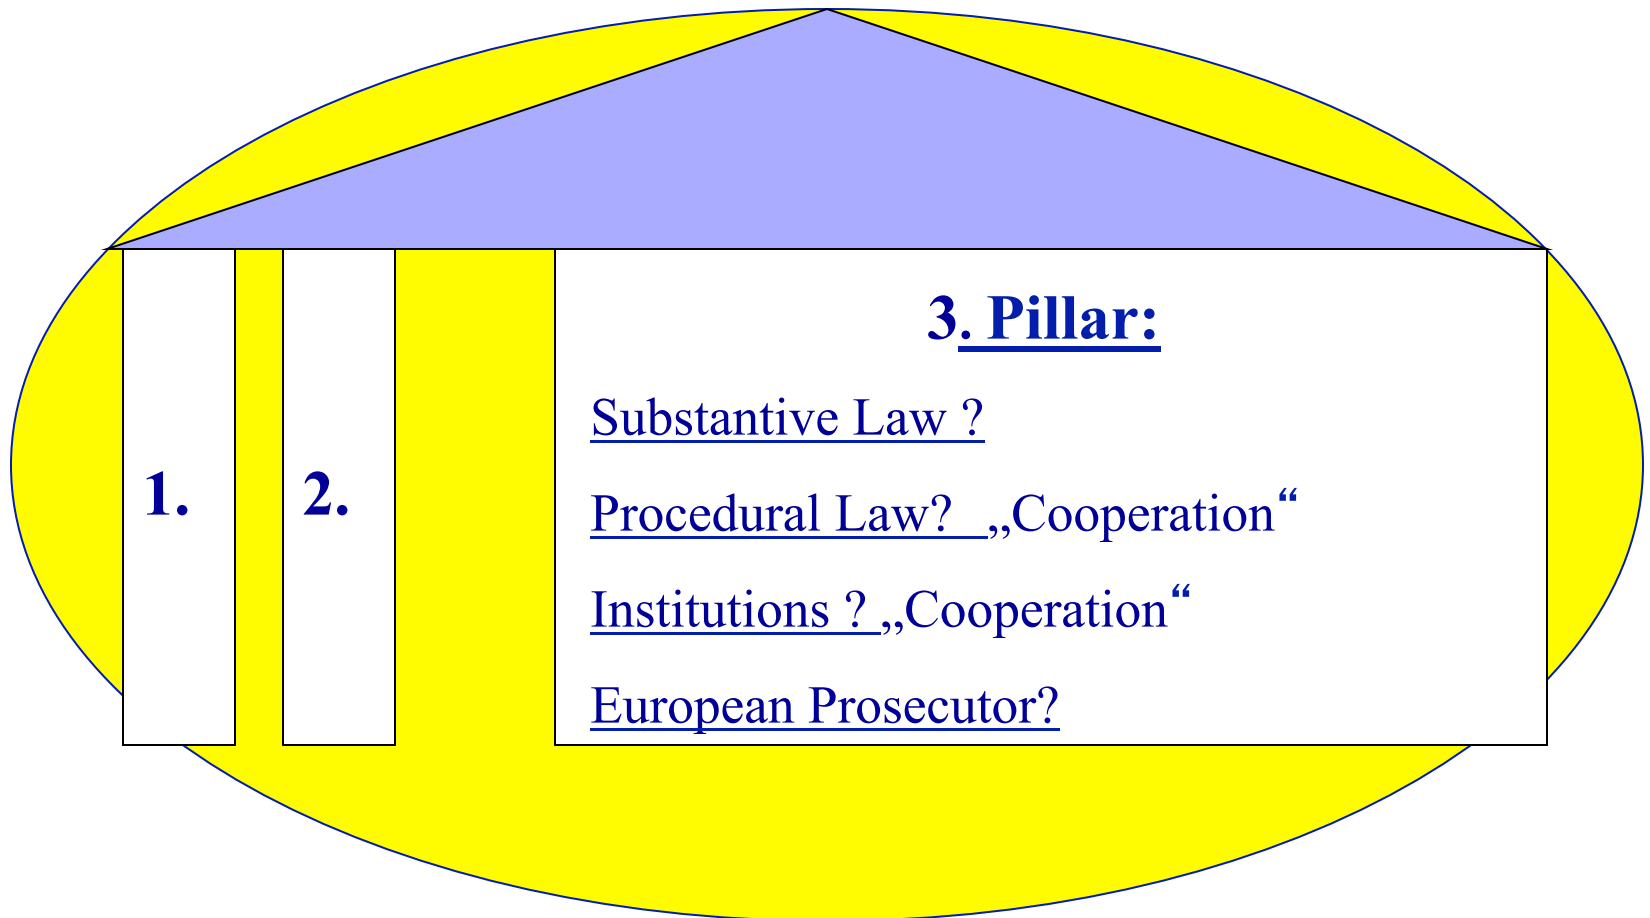 3. Pillar:
Substantive Law ?
1.
2.
Procedural Law? „Cooperation“
Institutions ? „Cooperation“
European Prosecutor?